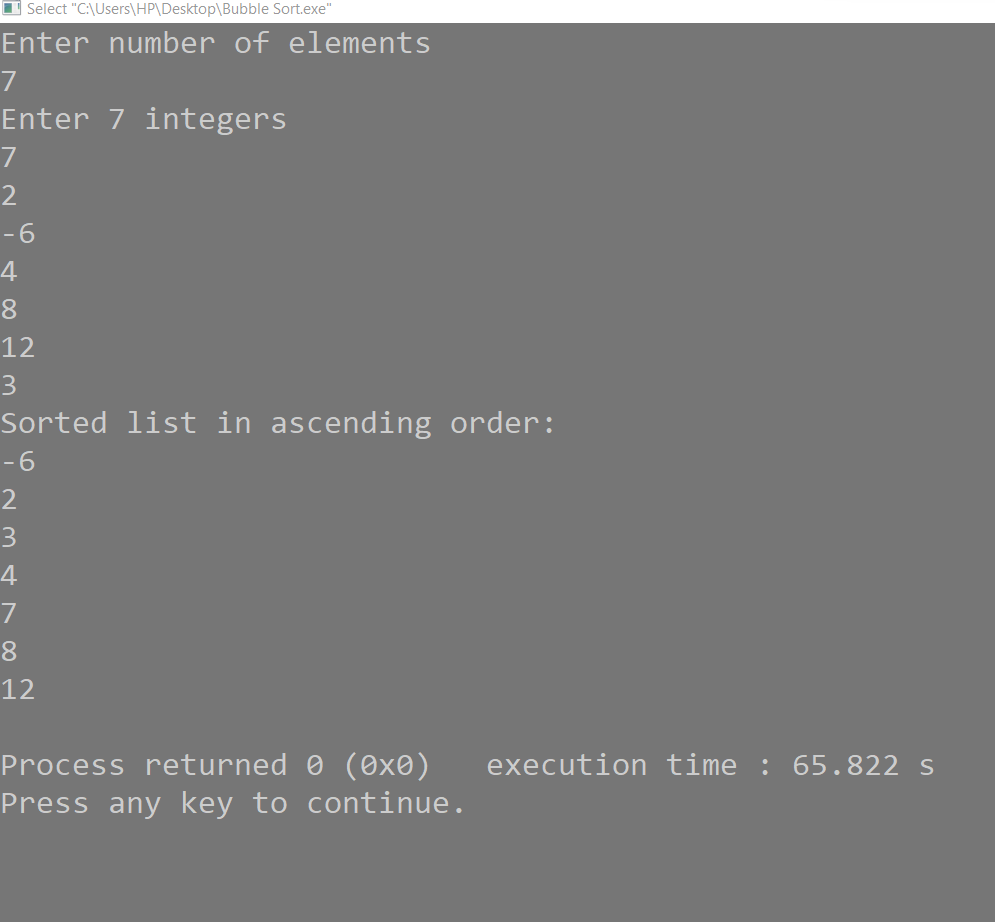 Select "C:\Users\HP\Desktop\Bubble Sort.exe"
Enter number of elements
7
Enter 7 integers
7
2
-6
4
8
12
3
Sorted list in ascending order:
-6
2
3
4
7
8
12
Process returned 0 (0x0)   execution time : 65.822 s
Press any key to continue.